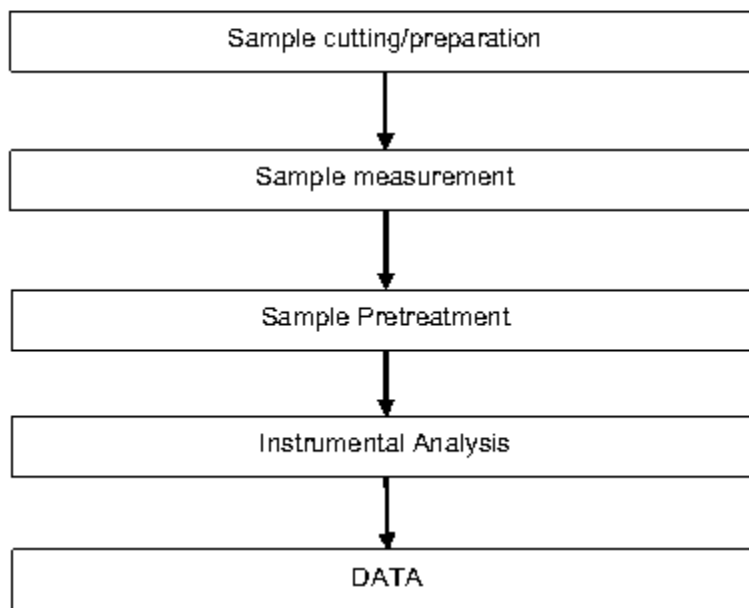 Sample cutting/preparation
Sample measurement
Sample Pretreatment
Instrumental Analysis
DATA